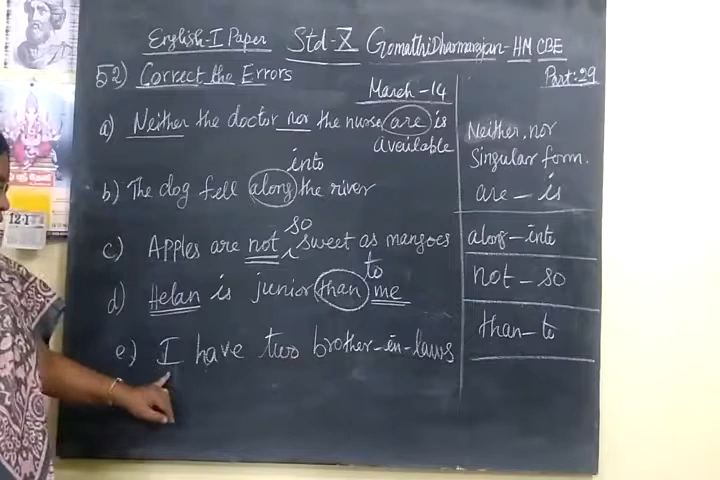 English-I Paper Std-X GomathiDharmarajan-HM CBE
52) Correct the Errors
Part:29
March-14
a) Neither the doctor nor the nurse are is
available
into
b) The dog fell along the river
so
c) Apples are not sweet as mangoes
to
d) Helan is junior than me
e) I have two brother-in-laws
Neither, nor
Singular form.
are - is
along - into
not - so
than - to
12-1